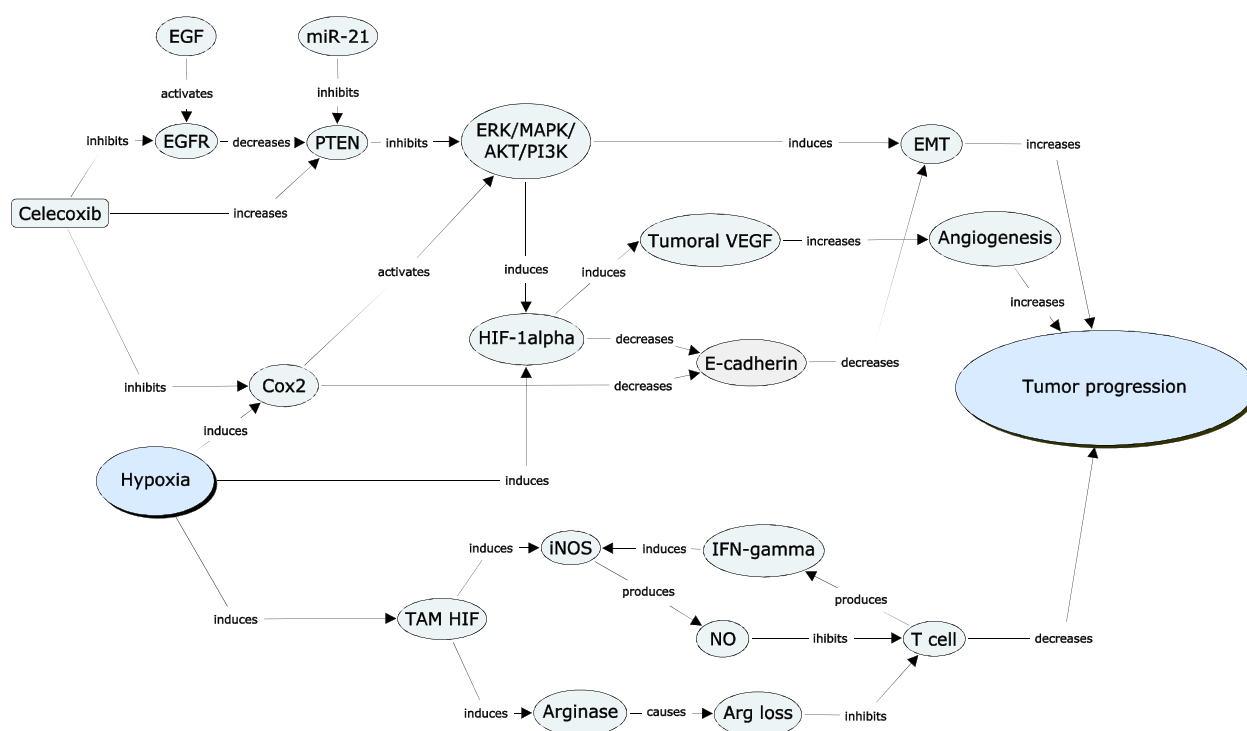 EGF
miR-21
activates
inhibits
inhibits
EGFR
decreases
PTEN
inhibits
ERK/MAPK/
AKT/PI3K
induces
EMT
increases
Celecoxib
increases
Tumoral VEGF
increases
Angiogenesis
activates
induces
induces
increases
HIF-1alpha
decreases
E-cadherin
decreases
inhibits
Cox2
decreases
Tumor progression
induces
Hypoxia
induces
induces
iNOS
induces
IFN-gamma
produces
produces
induces
TAM HIF
NO
ihibits
T cell
decreases
induces
Arginase
causes
Arg loss
inhibits